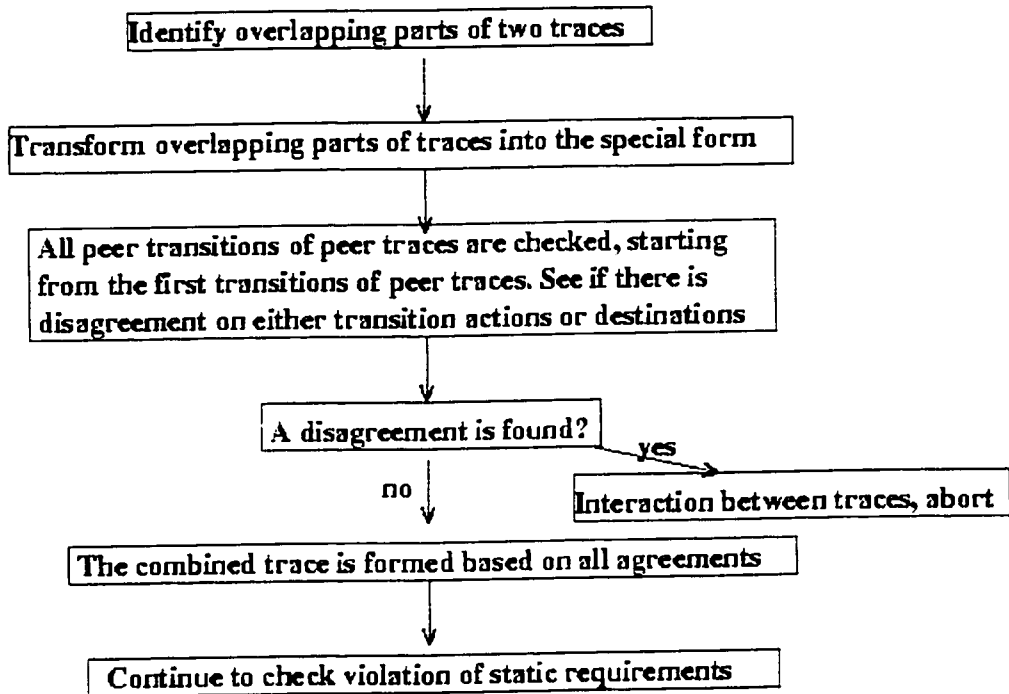 Identify overlapping parts of two traces
Transform overlapping parts of traces into the special form
All peer transitions of peer traces are checked, starting
from the first transitions of peer traces. See if there is
disagreement on either transition actions or destinations
A disagreement is found?
yes
no
Interaction between traces, abort
The combined trace is formed based on all agreements
Continue to check violation of static requirements